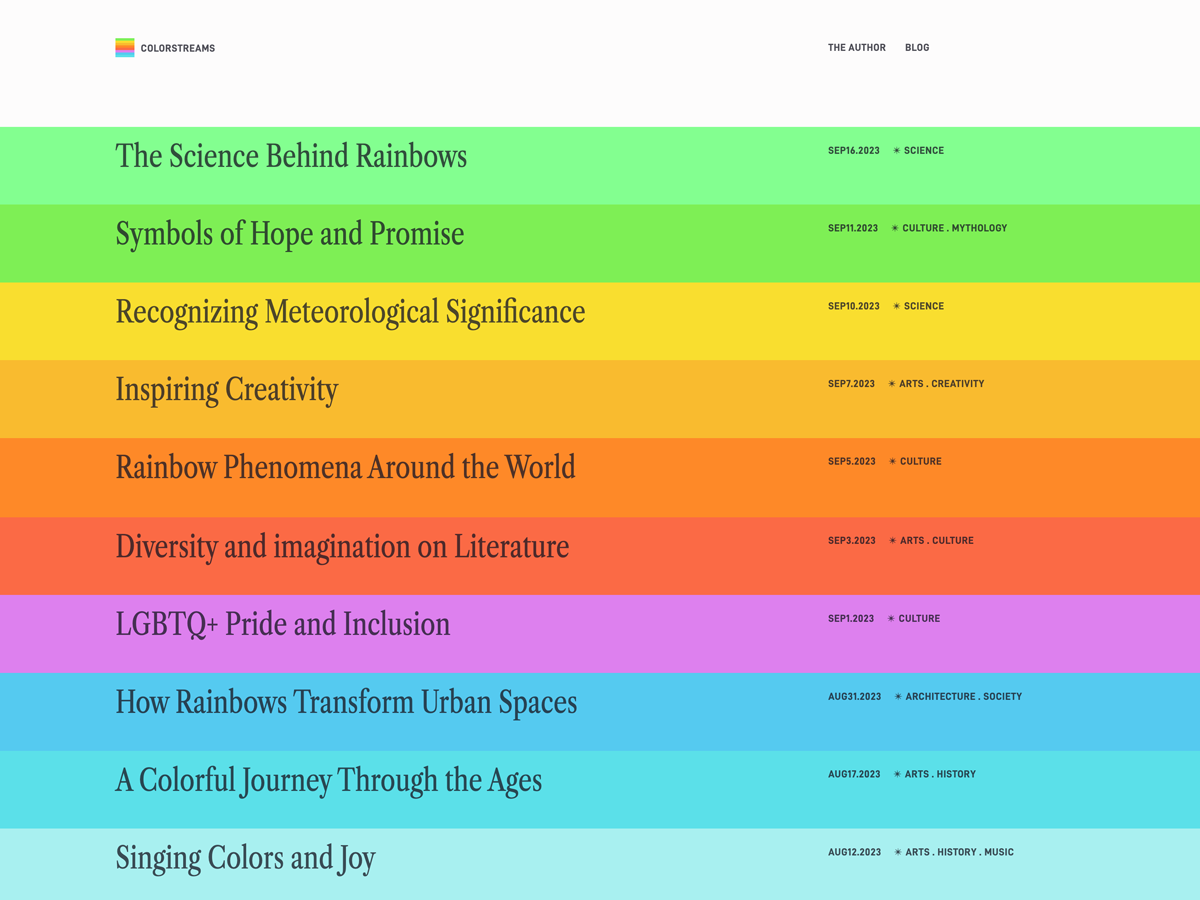 COLORSTREAMS THE AUTHOR BLOG
The Science Behind Rainbows SEP16.2023 ✴ SCIENCE
Symbols of Hope and Promise SEP11.2023 ✴ CULTURE . MYTHOLOGY
Recognizing Meteorological Significance SEP10.2023 ✴ SCIENCE
Inspiring Creativity SEP7.2023 ✴ ARTS . CREATIVITY
Rainbow Phenomena Around the World SEP5.2023 ✴ CULTURE
Diversity and imagination on Literature SEP3.2023 ✴ ARTS . CULTURE
LGBTQ+ Pride and Inclusion SEP1.2023 ✴ CULTURE
How Rainbows Transform Urban Spaces AUG31.2023 ✴ ARCHITECTURE . SOCIETY
A Colorful Journey Through the Ages AUG17.2023 ✴ ARTS . HISTORY
Singing Colors and Joy AUG12.2023 ✴ ARTS . HISTORY . MUSIC